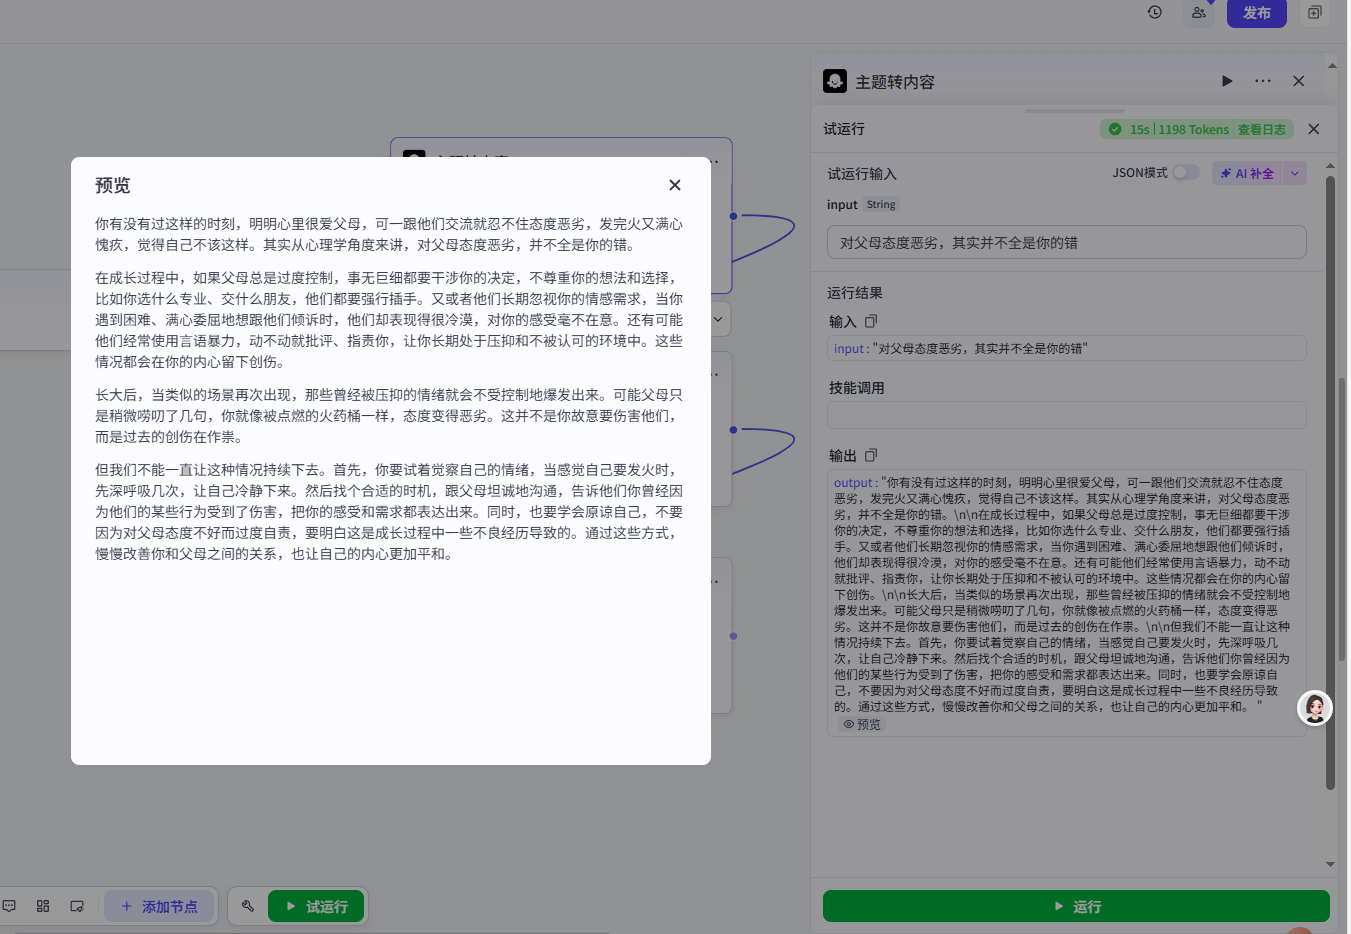 发布
主题转内容
试运行
15s | 1198 Tokens 查看日志
试运行输入
JSON模式
AI 补全
input String
对父母态度恶劣，其实并不全是你的错
运行结果
输入
input："对父母态度恶劣，其实并不全是你的错"
技能调用
输出
output："你有没有过这样的时刻，明明心里很爱父母，可一跟他们交流就忍不住态度
恶劣，发完火又满心愧疚，觉得自己不该这样。其实从心理学角度来讲，对父母态度恶
劣，并不全是你的错。\n\n在成长过程中，如果父母总是过度控制，事无巨细都要干涉
你的决定，不尊重你的想法和选择，比如你选什么专业、交什么朋友，他们都要强行插
手。又或者他们长期忽视你的情感需求，当你遇到困难、满心委屈地想跟他们倾诉时，
他们却表现得很冷漠，对你的感受毫不在意。还有可能他们经常使用言语暴力，动不动
就批评、指责你，让你长期处于压抑和不被认可的环境中。这些情况都会在你的内心留
下创伤。\n\n长大后，当类似的场景再次出现，那些曾经被压抑的情绪就会不受控制地
爆发出来。可能父母只是稍微唠叨了几句，你就像被点燃的火药桶一样，态度变得恶
劣。这并不是你故意要伤害他们，而是过去的创伤在作祟。\n\n但我们不能一直让这种
情况持续下去。首先，你要试着觉察自己的情绪，当感觉自己要发火时，先深呼吸几
次，让自己冷静下来。然后找个合适的时机，跟父母坦诚地沟通，告诉他们你曾经因为
他们的某些行为受到了伤害，把你的感受和需求都表达出来。同时，也要学会原谅自
己，不要因为对父母态度不好而过度自责，要明白这是成长过程中一些不良经历导致
的。通过这些方式，慢慢改善你和父母之间的关系，也让自己的内心更加平和。 "
预览
运行
预览
你有没有过这样的时刻，明明心里很爱父母，可一跟他们交流就忍不住态度恶劣，发完火又满心
愧疚，觉得自己不该这样。其实从心理学角度来讲，对父母态度恶劣，并不全是你的错。
在成长过程中，如果父母总是过度控制，事无巨细都要干涉你的决定，不尊重你的想法和选择，
比如你选什么专业、交什么朋友，他们都要强行插手。又或者他们长期忽视你的情感需求，当你
遇到困难、满心委屈地想跟他们倾诉时，他们却表现得很冷漠，对你的感受毫不在意。还有可能
他们经常使用言语暴力，动不动就批评、指责你，让你长期处于压抑和不被认可的环境中。这些
情况都会在你的内心留下创伤。
长大后，当类似的场景再次出现，那些曾经被压抑的情绪就会不受控制地爆发出来。可能父母只
是稍微唠叨了几句，你就像被点燃的火药桶一样，态度变得恶劣。这并不是你故意要伤害他们，
而是过去的创伤在作祟。
但我们不能一直让这种情况持续下去。首先，你要试着觉察自己的情绪，当感觉自己要发火时，
先深呼吸几次，让自己冷静下来。然后找个合适的时机，跟父母坦诚地沟通，告诉他们你曾经因
为他们的某些行为受到了伤害，把你的感受和需求都表达出来。同时，也要学会原谅自己，不要
因为对父母态度不好而过度自责，要明白这是成长过程中一些不良经历导致的。通过这些方式，
慢慢改善你和父母之间的关系，也让自己的内心更加平和。
添加节点
试运行